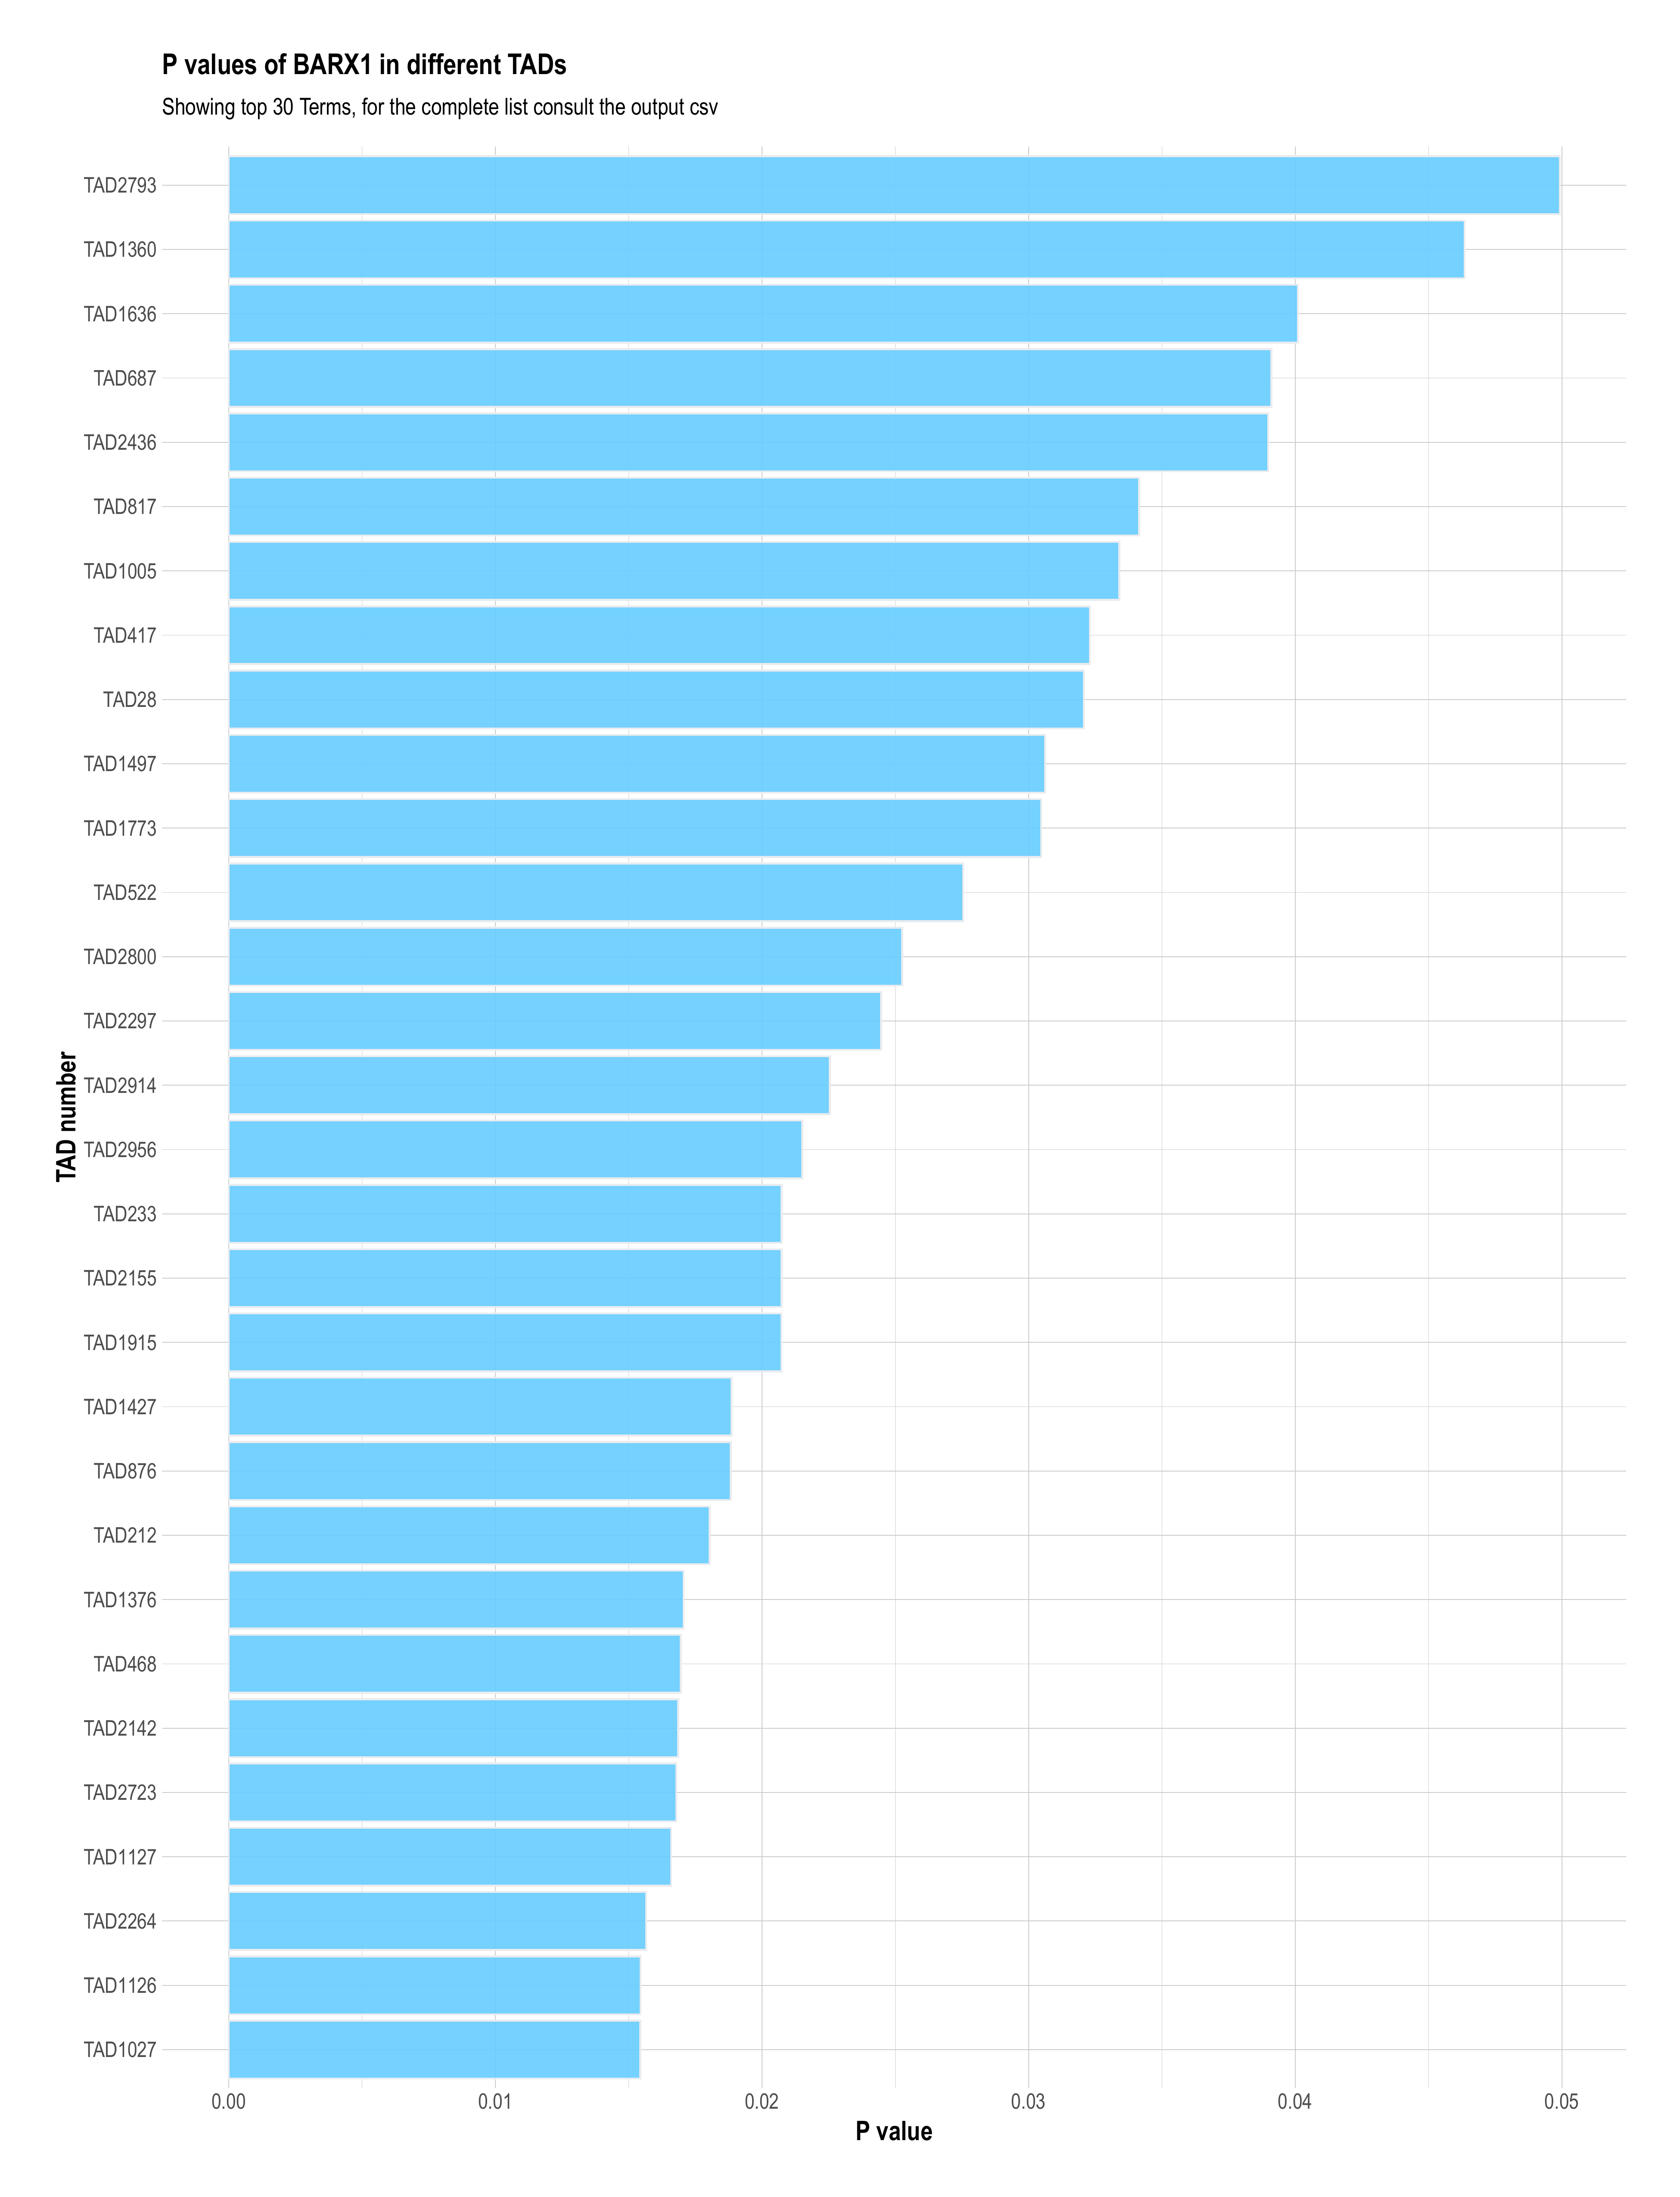 P values of BARX1 in different TADs
Showing top 30 Terms, for the complete list consult the output csv
TAD number
TAD2793
TAD1360
TAD1636
TAD687
TAD2436
TAD817
TAD1005
TAD417
TAD28
TAD1497
TAD1773
TAD522
TAD2800
TAD2297
TAD2914
TAD2956
TAD233
TAD2155
TAD1915
TAD1427
TAD876
TAD212
TAD1376
TAD468
TAD2142
TAD2723
TAD1127
TAD2264
TAD1126
TAD1027
0.00 0.01 0.02 0.03 0.04 0.05
P value